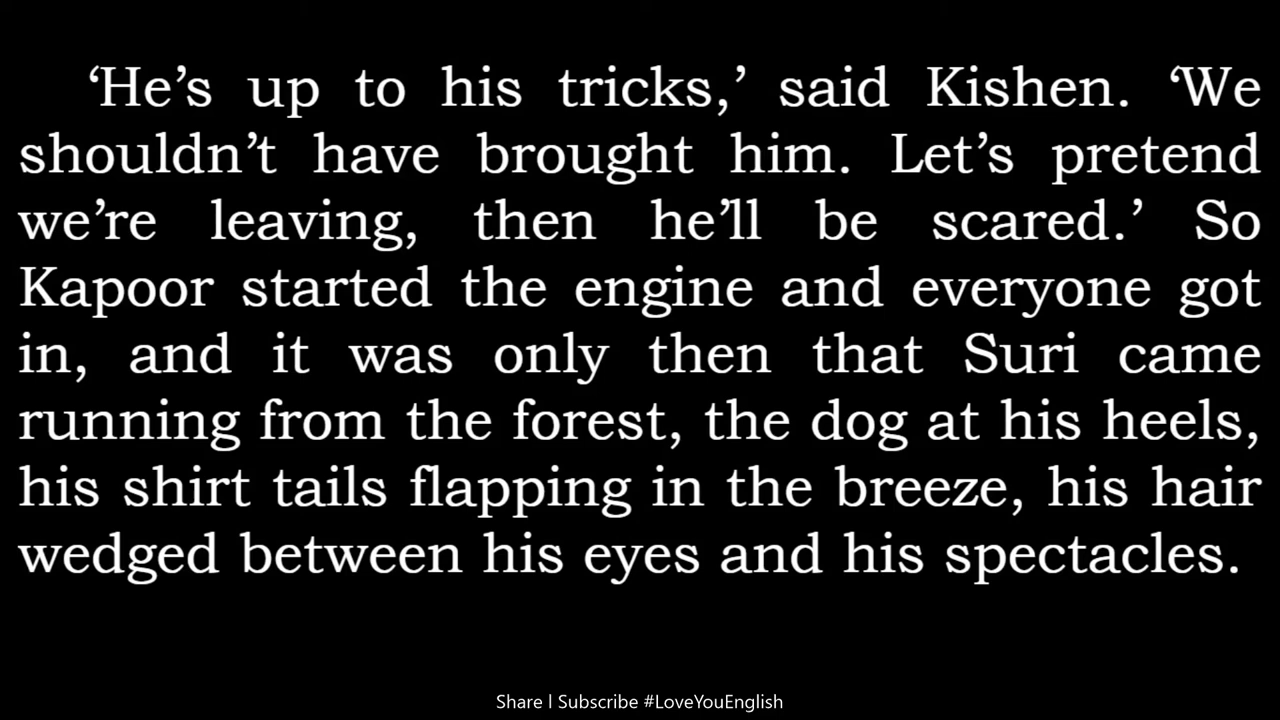 ‘He’s up to his tricks,’ said Kishen. ‘We
shouldn’t have brought him. Let’s pretend
we’re leaving, then he’ll be scared.’ So
Kapoor started the engine and everyone got
in, and it was only then that Suri came
running from the forest, the dog at his heels,
his shirt tails flapping in the breeze, his hair
wedged between his eyes and his spectacles.
Share l Subscribe #LoveYouEnglish